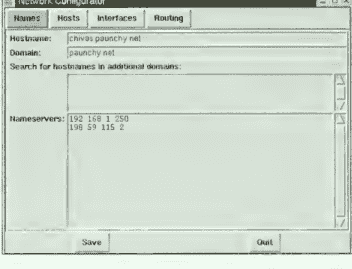 Network Configurator
Names Hosts Interfaces Routing
Hostname: chivas paunchy net
Domain: paunchy net
Search for hostnames in additional domains:
Nameservers: 192 168 1 250
198 59 115 2
Save Quit